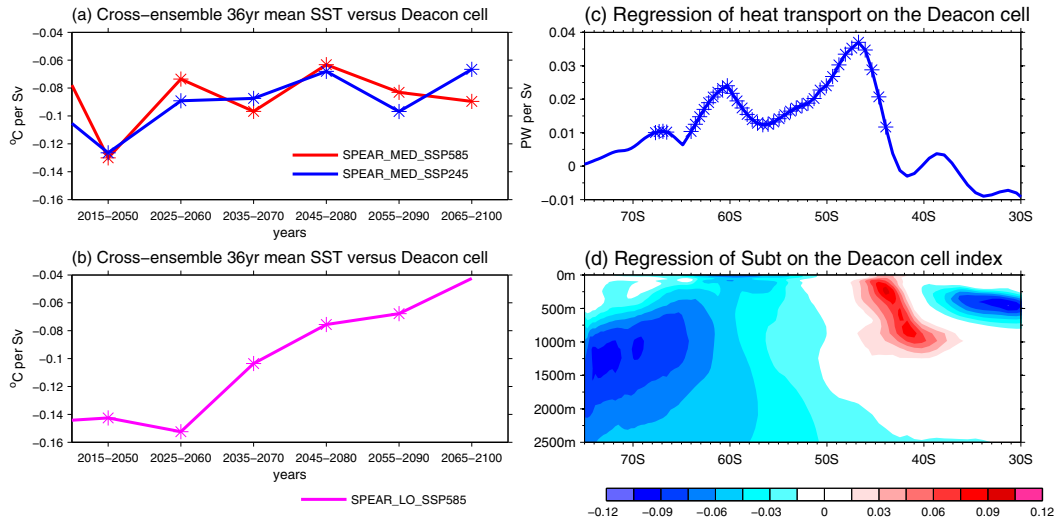 (a) Cross-ensemble 36yr mean SST versus Deacon cell
−0.04
−0.06
−0.08
−0.1
−0.12
−0.14
−0.16
°C per Sv
SPEAR_MED_SSP585
SPEAR_MED_SSP245
2015−2050 2025−2060 2035−2070 2045−2080 2055−2090 2065−2100
years
(b) Cross-ensemble 36yr mean SST versus Deacon cell
−0.04
−0.06
−0.08
−0.1
−0.12
−0.14
−0.16
°C per Sv
2015−2050 2025−2060 2035−2070 2045−2080 2055−2090 2065−2100
years
SPEAR_LO_SSP585
(c) Regression of heat transport on the Deacon cell
0.04
0.03
0.02
0.01
0
−0.01
PW per Sv
70S 60S 50S 40S 30S
(d) Regression of Subt on the Deacon cell index
0m
500m
1000m
1500m
2000m
2500m
70S 60S 50S 40S 30S
−0.12 −0.09 −0.06 −0.03 0 0.03 0.06 0.09 0.12